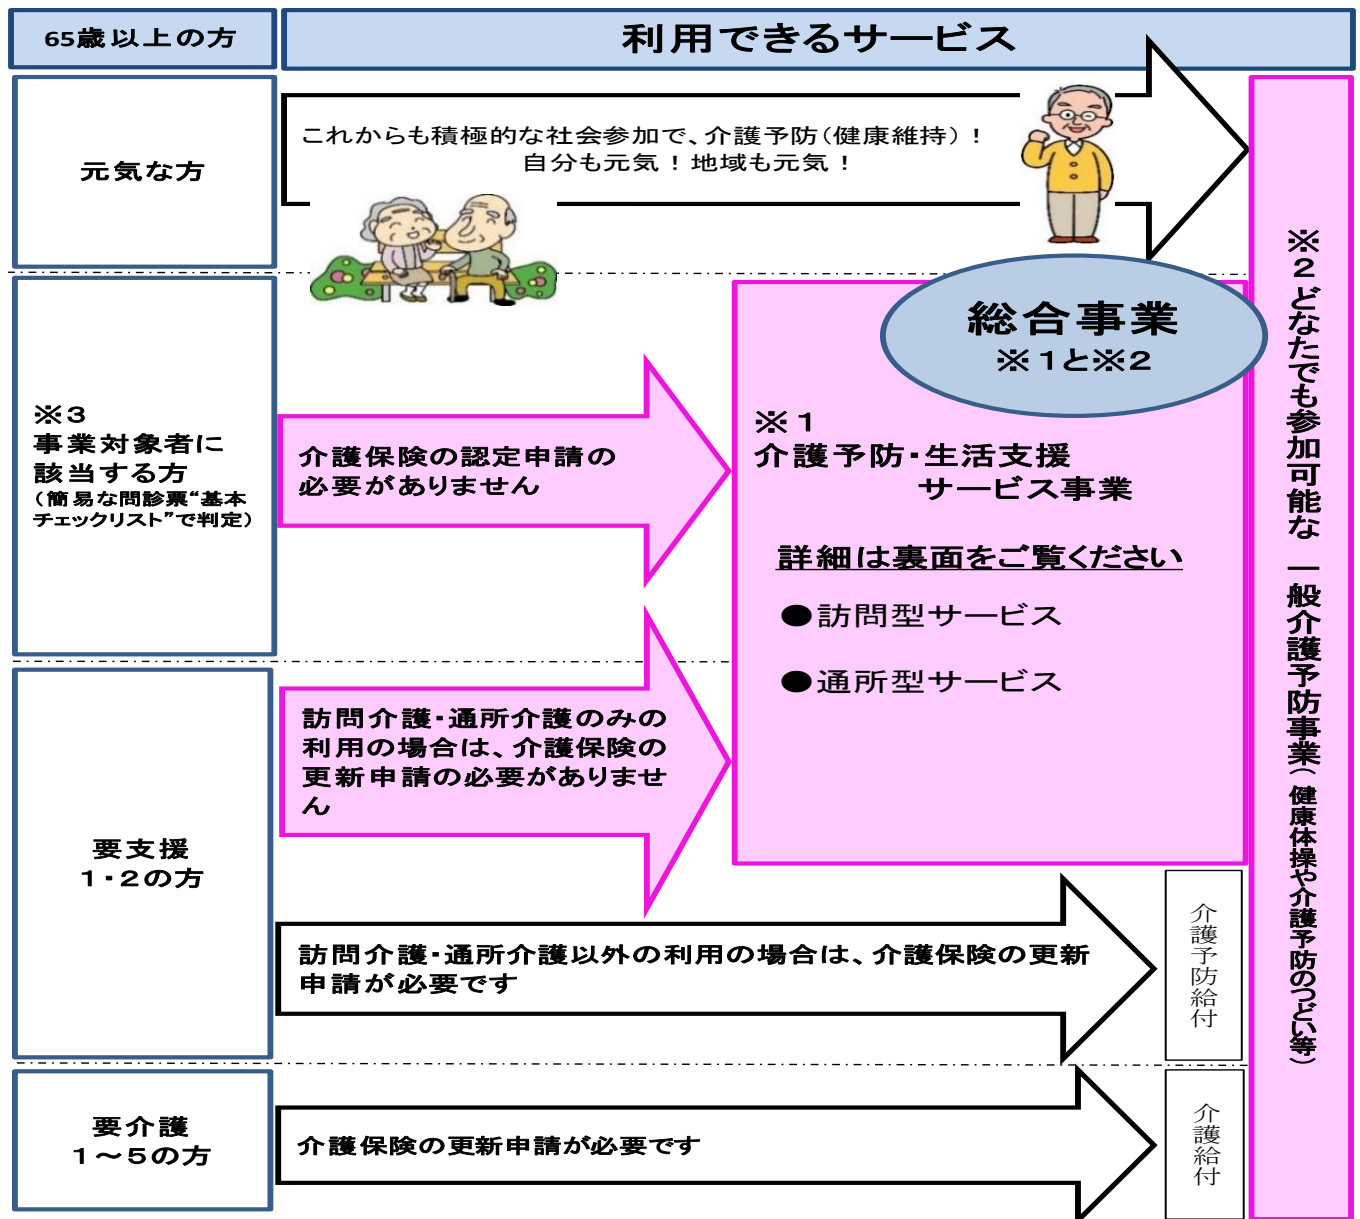 65歳以上の方
利用できるサービス
元気な方
これからも積極的な社会参加で、介護予防（健康維持）！
自分も元気！地域も元気！
総合事業
※１と※２
※３
事業対象者に
該当する方
（簡易な問診票“基本
チェックリスト”で判定）
介護保険の認定申請の
必要がありません
※１
介護予防・生活支援
サービス事業
詳細は裏面をご覧ください
●訪問型サービス
●通所型サービス
要支援
１・２の方
訪問介護・通所介護のみの
利用の場合は、介護保険の
更新申請の必要がありませ
ん
訪問介護・通所介護以外の利用の場合は、介護保険の更新
申請が必要です
介護予防給付
要介護
１～５の方
介護保険の更新申請が必要です
介護給付
※２どなたでも参加可能な 一般介護予防事業（健康体操や介護予防のつどい等）